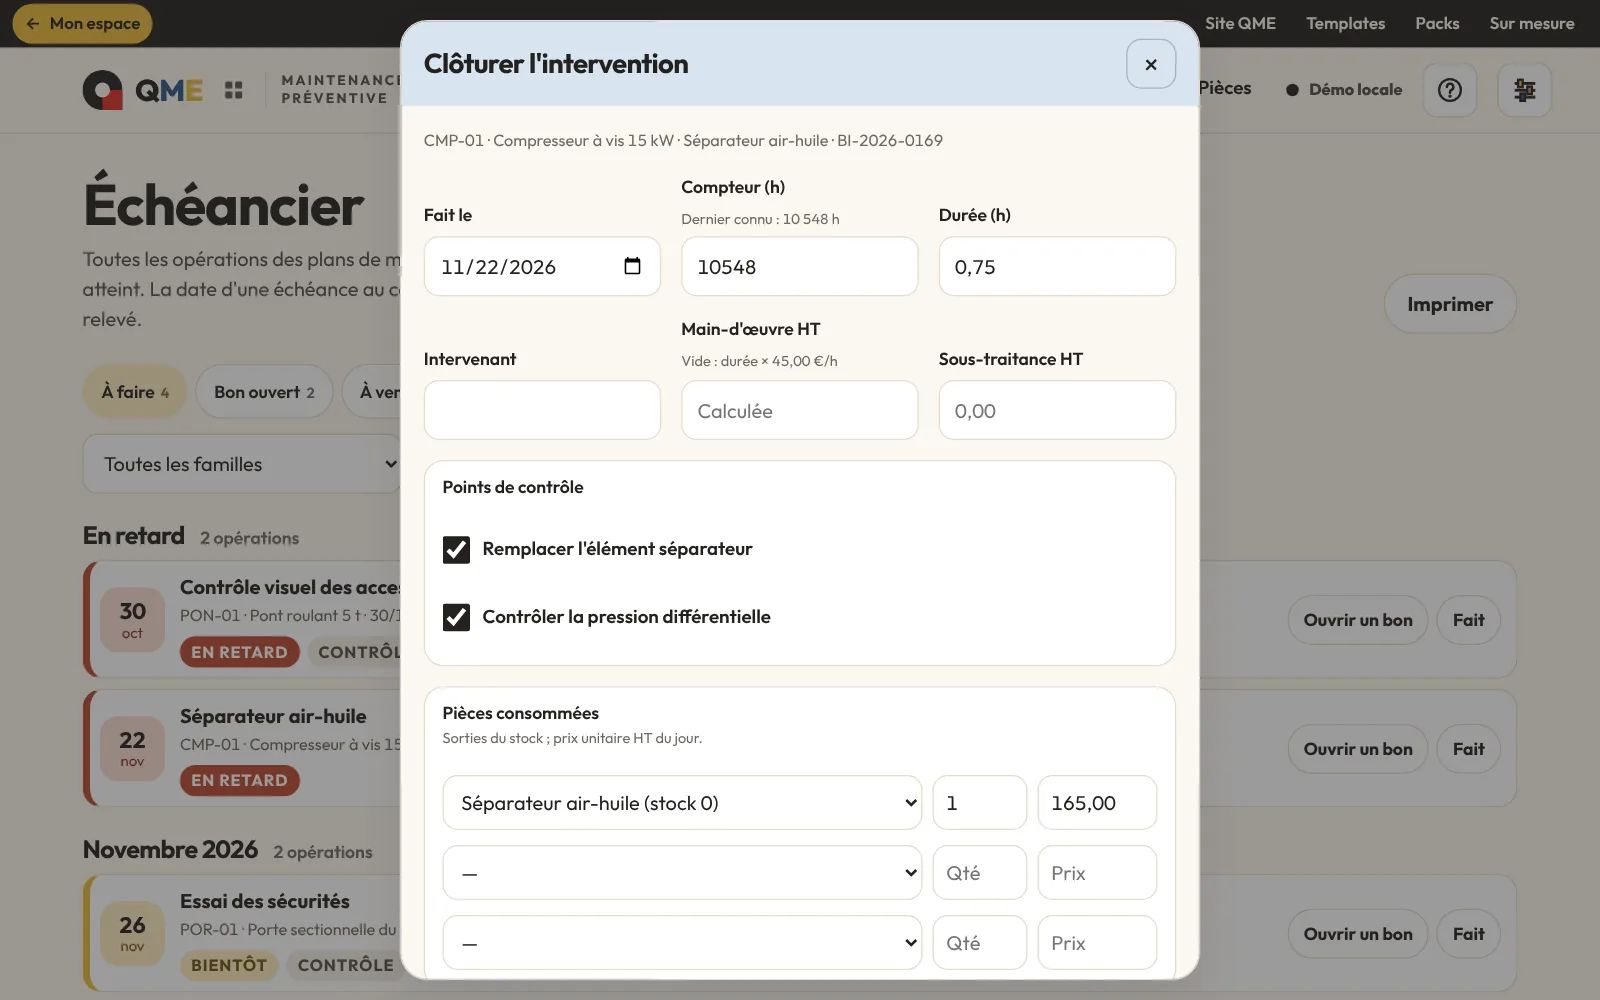 ← Mon espace
Site QME
Templates
Packs
Sur mesure
QME
MAINTENANCE
PRÉVENTIVE
Pièces
Démo locale
Échéancier
Toutes les opérations des plans de m
atteint. La date d'une échéance au c
relevé.
Imprimer
À faire 4
Bon ouvert 2
À ven
Toutes les familles
En retard 2 opérations
30
oct
Contrôle visuel des acces
PON-01 · Pont roulant 5 t · 30/1
EN RETARD
CONTRÔL
Ouvrir un bon
Fait
22
nov
Séparateur air-huile
CMP-01 · Compresseur à vis 15
EN RETARD
Ouvrir un bon
Fait
Novembre 2026 2 opérations
26
nov
Essai des sécurités
POR-01 · Porte sectionnelle du
BIENTÔT
CONTRÔLE
Ouvrir un bon
Fait
Clôturer l'intervention
×
CMP-01 · Compresseur à vis 15 kW · Séparateur air-huile · BI-2026-0169
Fait le
11/22/2026
Compteur (h)
Dernier connu : 10 548 h
10548
Durée (h)
0,75
Intervenant
Main-d'œuvre HT
Vide : durée × 45,00 €/h
Calculée
Sous-traitance HT
0,00
Points de contrôle
Remplacer l'élément séparateur
Contrôler la pression différentielle
Pièces consommées
Sorties du stock ; prix unitaire HT du jour.
Séparateur air-huile (stock 0)
1
165,00
—
Qté
Prix
—
Qté
Prix